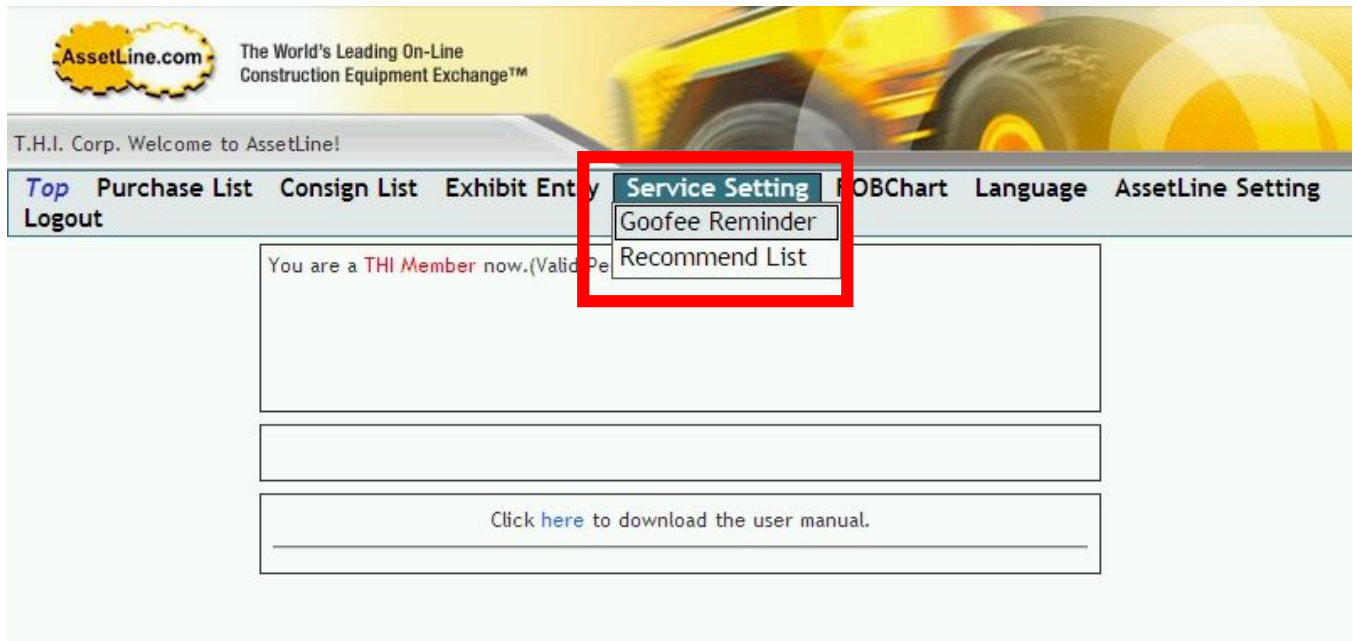 AssetLine.com
The World's Leading On-Line
Construction Equipment Exchange™
T.H.I. Corp. Welcome to AssetLine!
Top Purchase List Consign List Exhibit Entry Service Setting OBChart Language AssetLine Setting
Logout
Goofee Reminder
Recommend List
You are a THI Member now.(Valid Pe
Click here to download the user manual.